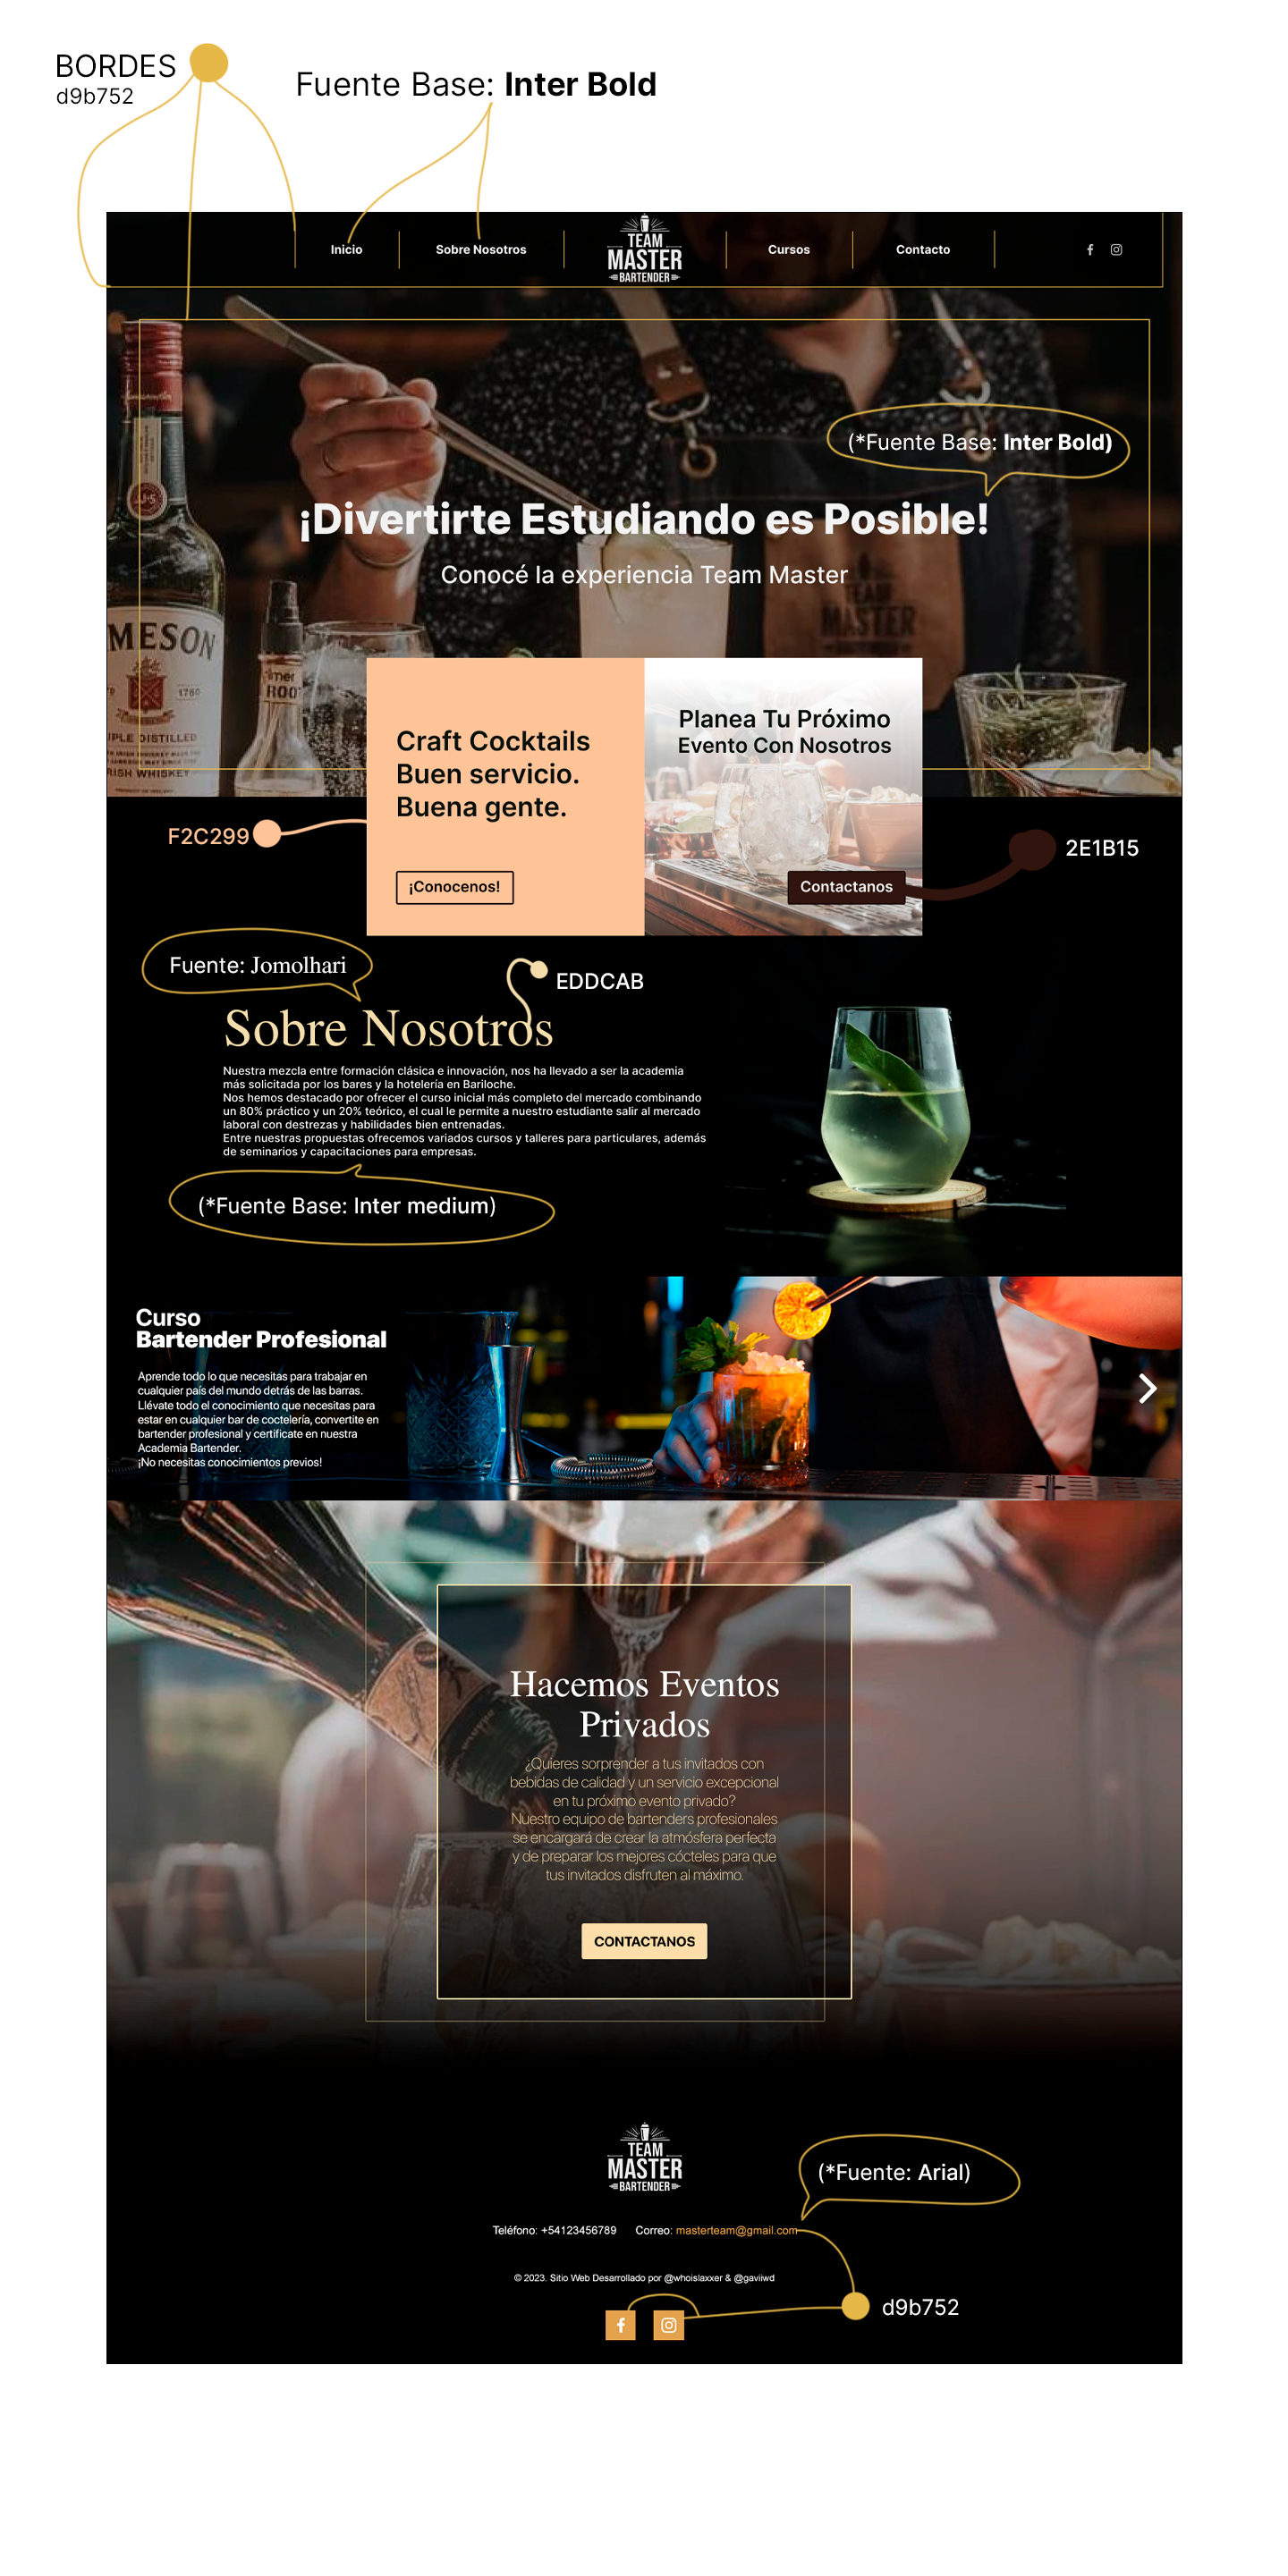 BORDES
d9b752
Fuente Base: Inter Bold
Inicio
Sobre Nosotros
TEAM
MASTER
BARTENDER
Cursos
Contacto
(*Fuente Base: Inter Bold)
¡Divertirte Estudiando es Posible!
Conocé la experiencia Team Master
J·S
TEAM
MASTER
MESON
1780
IPLE DISTILLED
RISH WHISKEY
ROO
Craft Cocktails
Buen servicio.
Buena gente.
¡Conocenos!
Planea Tu Próximo
Evento Con Nosotros
Contactanos
F2C299
2E1B15
Fuente: Jomolhari
EDDCAB
Sobre Nosotros
Nuestra mezcla entre formación clásica e innovación, nos ha llevado a ser la academia
más solicitada por los bares y la hotelería en Bariloche.
Nos hemos destacado por ofrecer el curso inicial más completo del mercado combinando
un 80% práctico y un 20% teórico, el cual le permite a nuestro estudiante salir al mercado
laboral con destrezas y habilidades bien entrenadas.
Entre nuestras propuestas ofrecemos variados cursos y talleres para particulares, además
de seminarios y capacitaciones para empresas.
(*Fuente Base: Inter medium)
Curso
Bartender Profesional
Aprende todo lo que necesitas para trabajar en
cualquier país del mundo detrás de las barras.
Llévate todo el conocimiento que necesitas para
estar en cualquier bar de coctelería, convertite en
bartender profesional y certificate en nuestra
Academia Bartender.
¡No necesitas conocimientos previos!
Hacemos Eventos
Privados
¿Quieres sorprender a tus invitados con
bebidas de calidad y un servicio excepcional
en tu próximo evento privado?
Nuestro equipo de bartenders profesionales
se encargará de crear la atmósfera perfecta
y de preparar los mejores cócteles para que
tus invitados disfruten al máximo.
CONTACTANOS
TEAM
MASTER
BARTENDER
(*Fuente: Arial)
Teléfono: +54123456789 Correo: masterteam@gmail.com
© 2023. Sitio Web Desarrollado por @whoislaxxer & @gaviiwd
d9b752